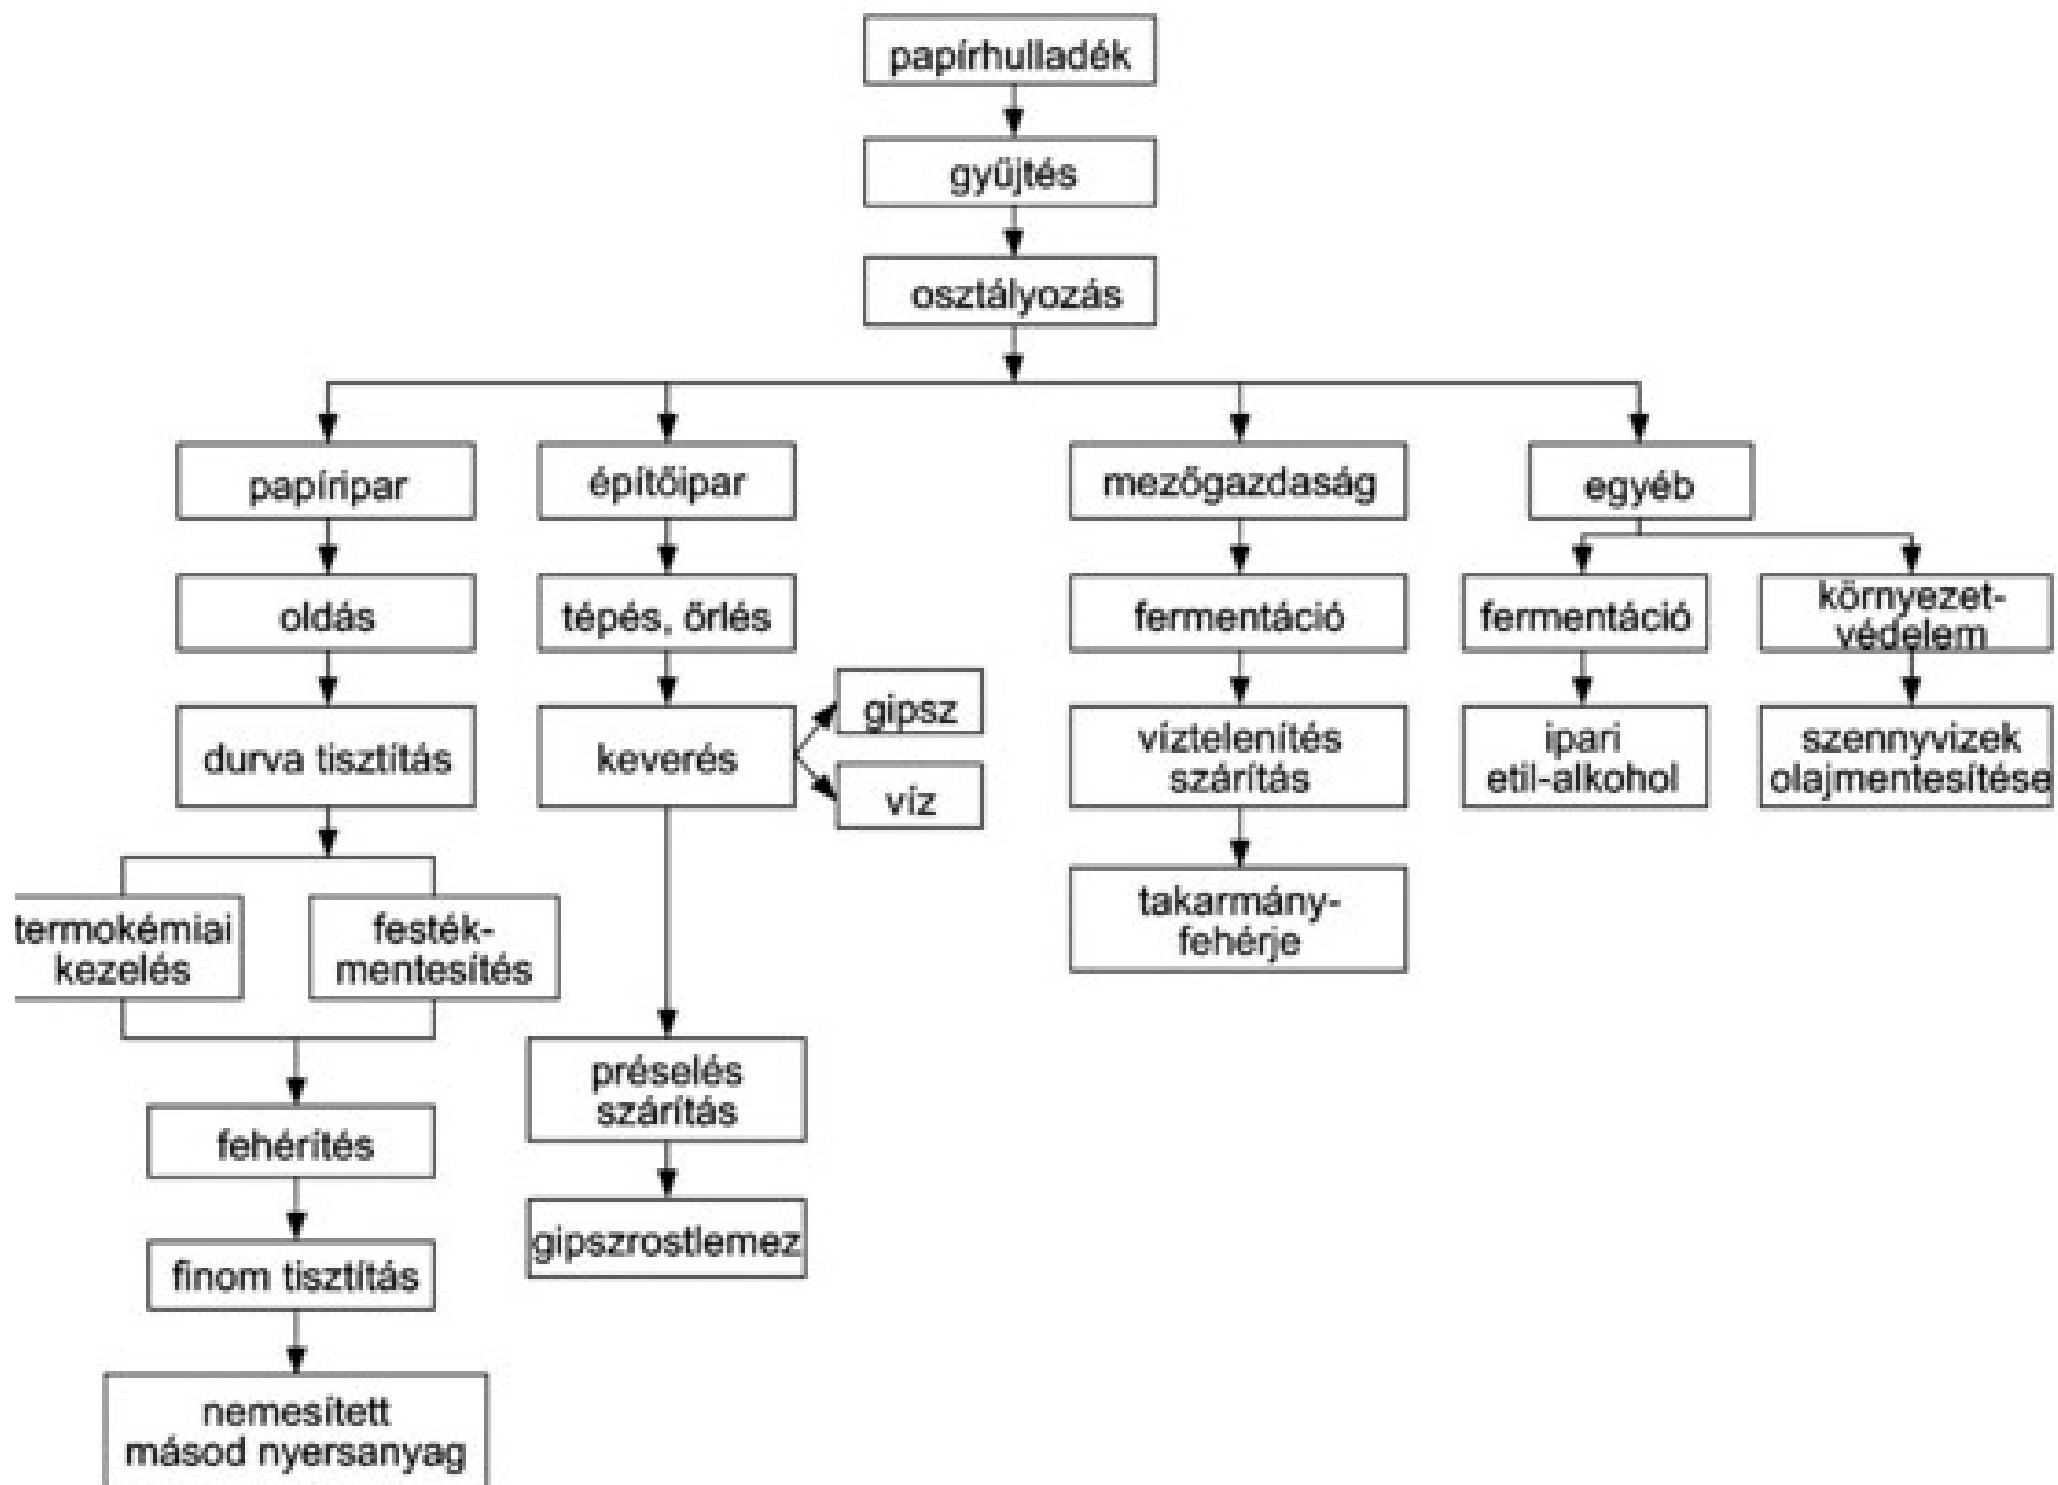 papírhulladék
gyűjtés
osztályozás
papíripar
építőipar
mezőgazdaság
egyéb
oldás
tépés, őrlés
fermentáció
fermentáció
környezet-
védelem
durva tisztítás
keverés
gipsz
víz
víztelenítés
szárítás
ipari
etil-alkohol
szennyvizek
olajmentesítése
termokémiai
kezelés
festék-
mentesítés
takarmány-
fehérje
préselés
szárítás
fehérítés
gipszrostlemez
finom tisztítás
nemesített
másod nyersanyag